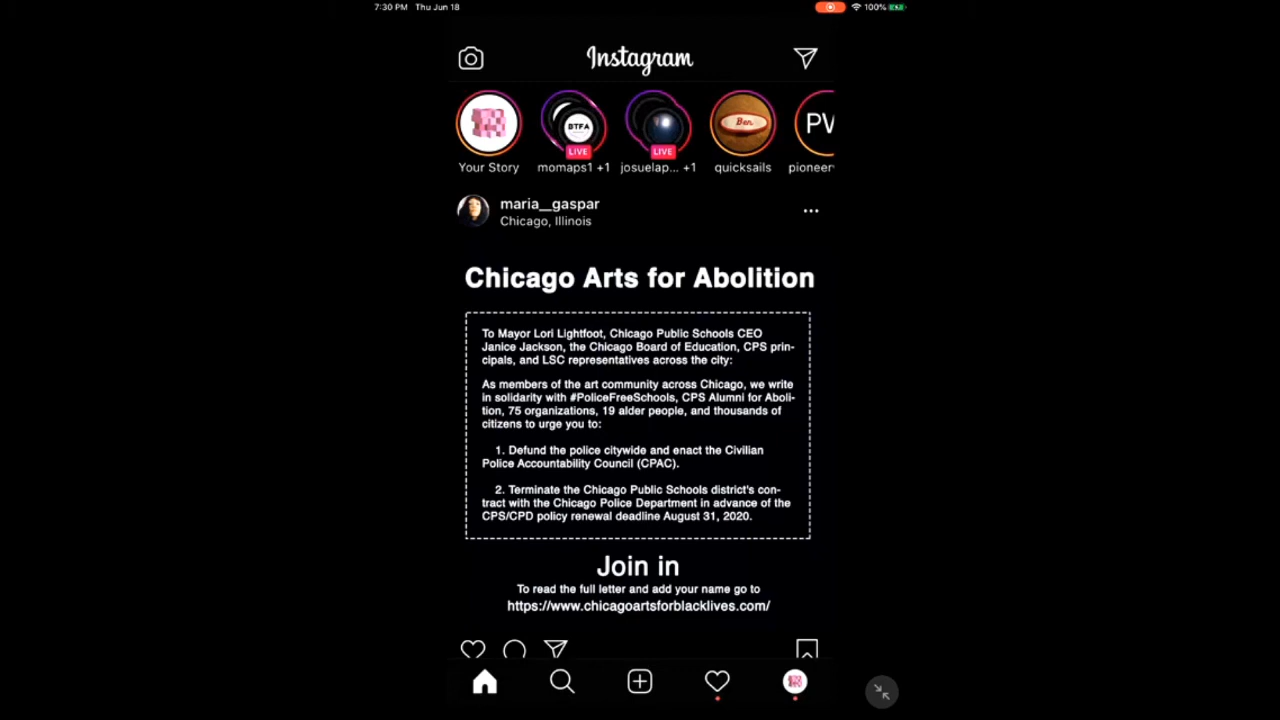 7:30 PM Thu Jun 18
100%
Instagram
BTFA
Ben
PV
LIVE
LIVE
Your Story
momaps1 +1
josuelap... +1
quicksails
pioneer
maria__gaspar
Chicago, Illinois
Chicago Arts for Abolition
To Mayor Lori Lightfoot, Chicago Public Schools CEO
Janice Jackson, the Chicago Board of Education, CPS prin-
cipals, and LSC representatives across the city:
As members of the art community across Chicago, we write
in solidarity with #PoliceFreeSchools, CPS Alumni for Aboli-
tion, 75 organizations, 19 alder people, and thousands of
citizens to urge you to:
1. Defund the police citywide and enact the Civilian
Police Accountability Council (CPAC).
2. Terminate the Chicago Public Schools district's con-
tract with the Chicago Police Department in advance of the
CPS/CPD policy renewal deadline August 31, 2020.
Join in
To read the full letter and add your name go to
https://www.chicagoartsforblacklives.com/